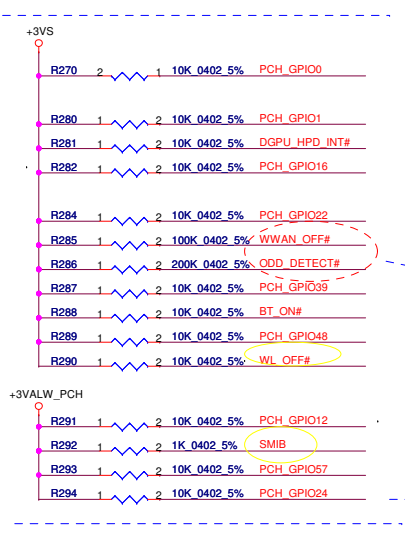 +3VS
R270 2 1 10K_0402_5% PCH_GPIO0
R280 1 2 10K_0402_5% PCH_GPIO1
R281 1 2 10K_0402_5% DGPU_HPD_INT#
R282 1 2 10K_0402_5% PCH_GPIO16
R284 1 2 10K_0402_5% PCH_GPIO22
R285 1 2 100K_0402_5% WWAN_OFF#
R286 1 2 200K_0402_5% ODD_DETECT#
R287 1 2 10K_0402_5% PCH_GPIO39
R288 1 2 10K_0402_5% BT_ON#
R289 1 2 10K_0402_5% PCH_GPIO48
R290 1 2 10K_0402_5% WL_OFF#
+3VALW_PCH
R291 1 2 10K_0402_5% PCH_GPIO12
R292 1 2 1K_0402_5% SMIB
R293 1 2 10K_0402_5% PCH_GPIO57
R294 1 2 10K_0402_5% PCH_GPIO24